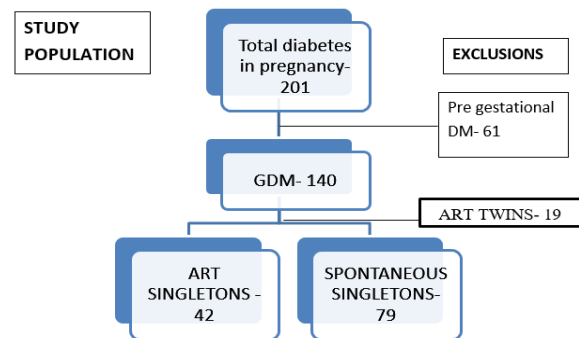 STUDY
POPULATION
Total diabetes
in pregnancy-
201
EXCLUSIONS
Pre gestational
DM- 61
GDM- 140
ART TWINS- 19
ART
SINGLETONS -
42
SPONTANEOUS
SINGLETONS-
79